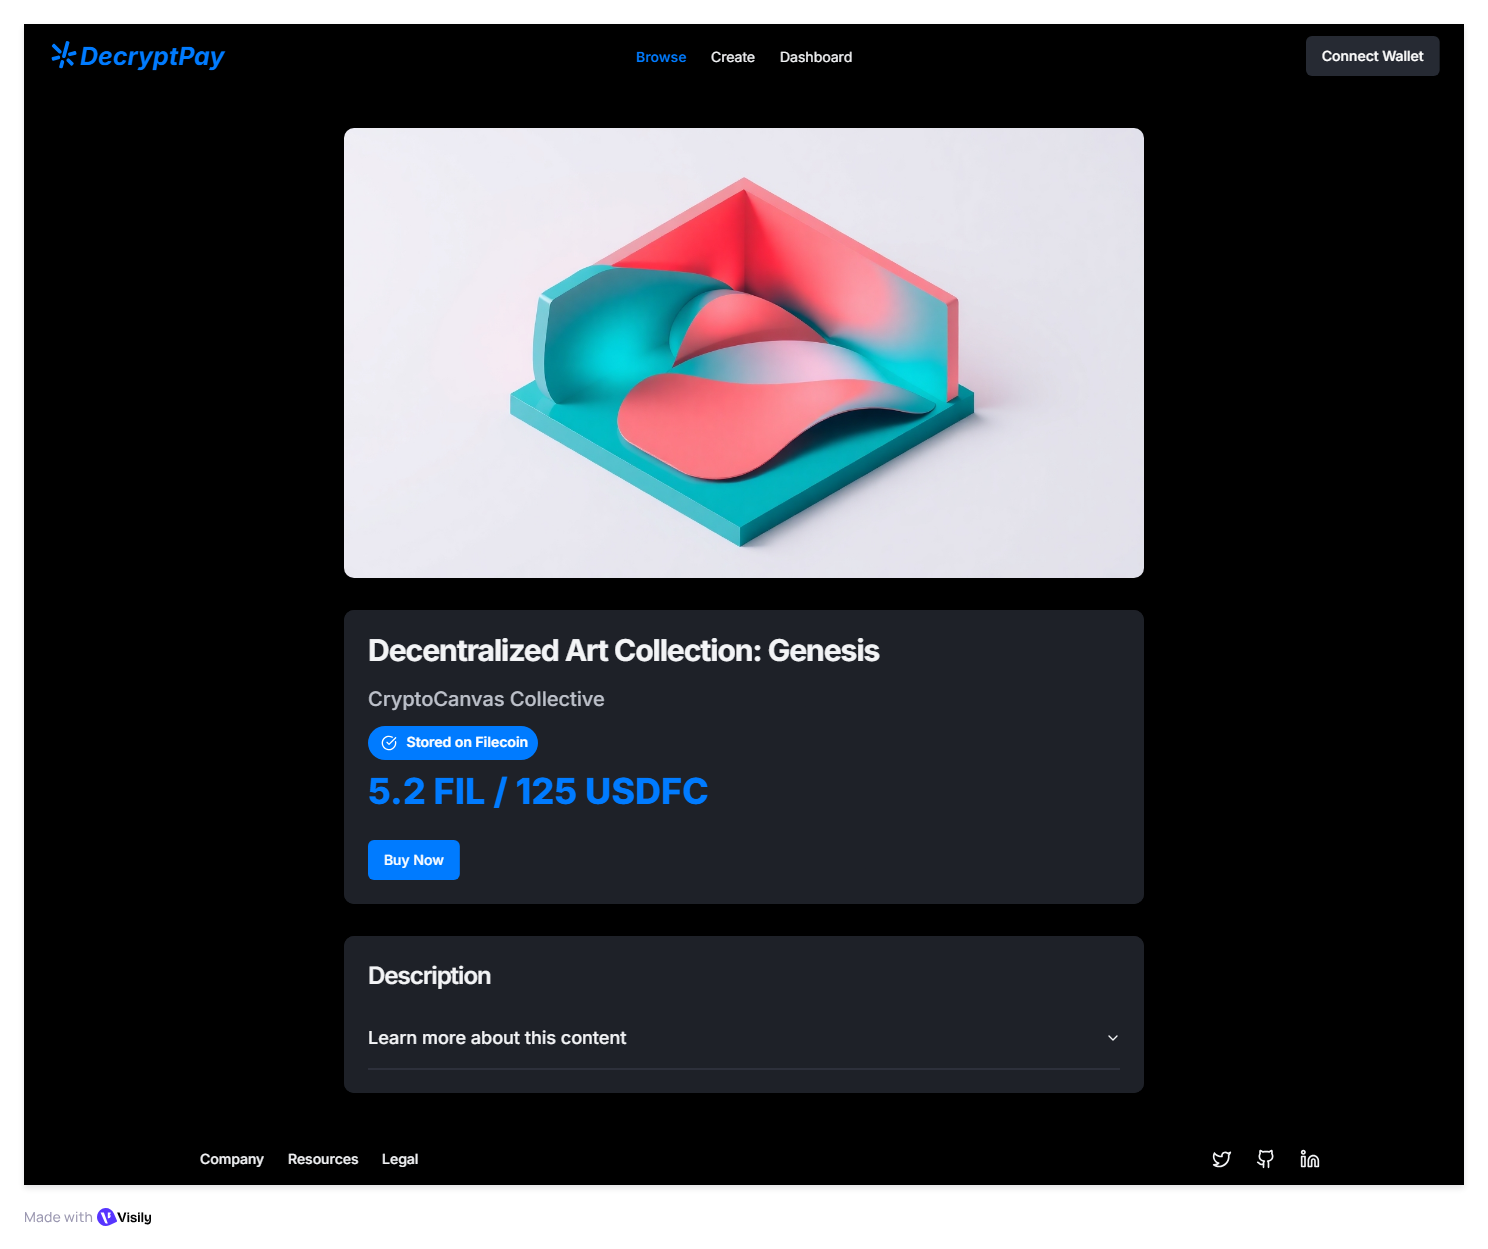 DecryptPay
Browse Create Dashboard
Connect Wallet
Decentralized Art Collection: Genesis
CryptoCanvas Collective
Stored on Filecoin
5.2 FIL / 125 USDFC
Buy Now
Description
Learn more about this content
Company Resources Legal
Made with Visily